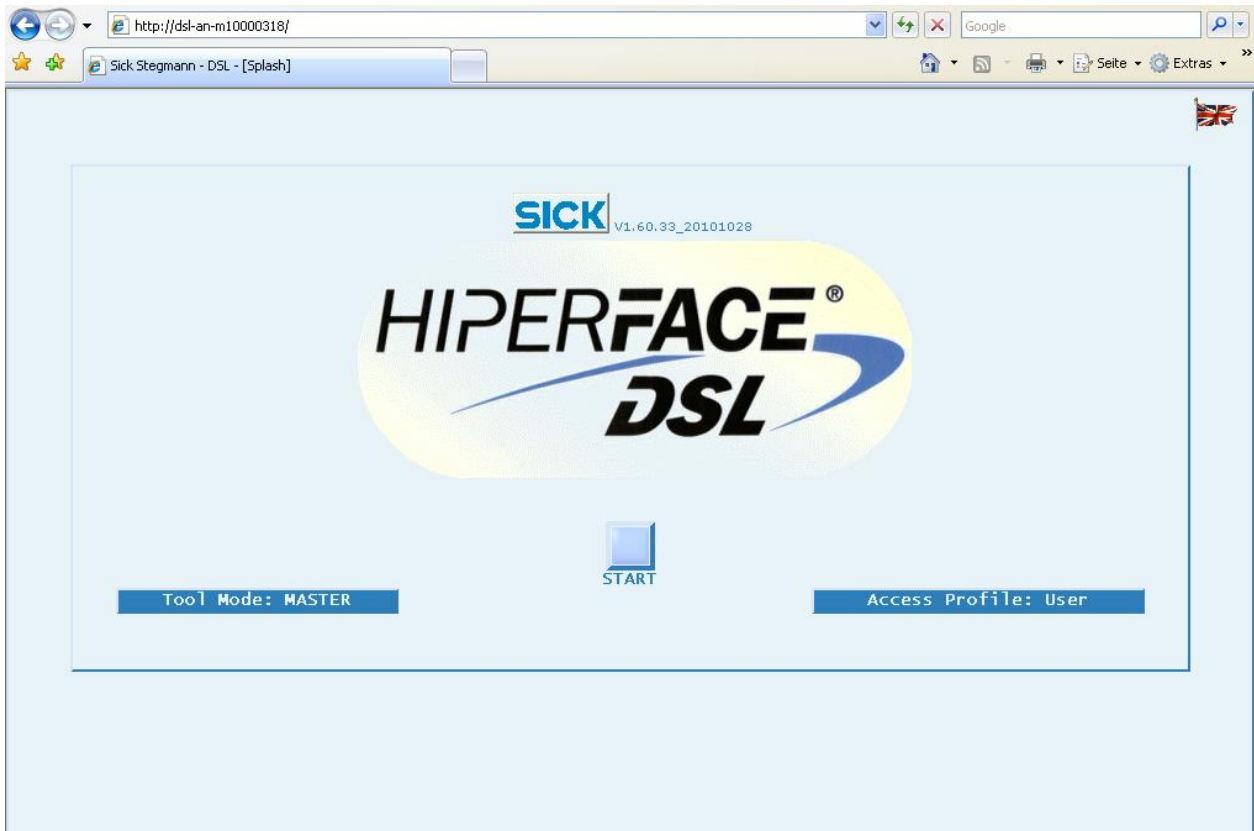 http://dsl-an-m10000318/
Google
Sick Stegmann - DSL - [Splash]
Seite
Extras
»
SICK V1.60.33_20101028
HIPERFACE®
DSL
START
Tool Mode: MASTER
Access Profile: User